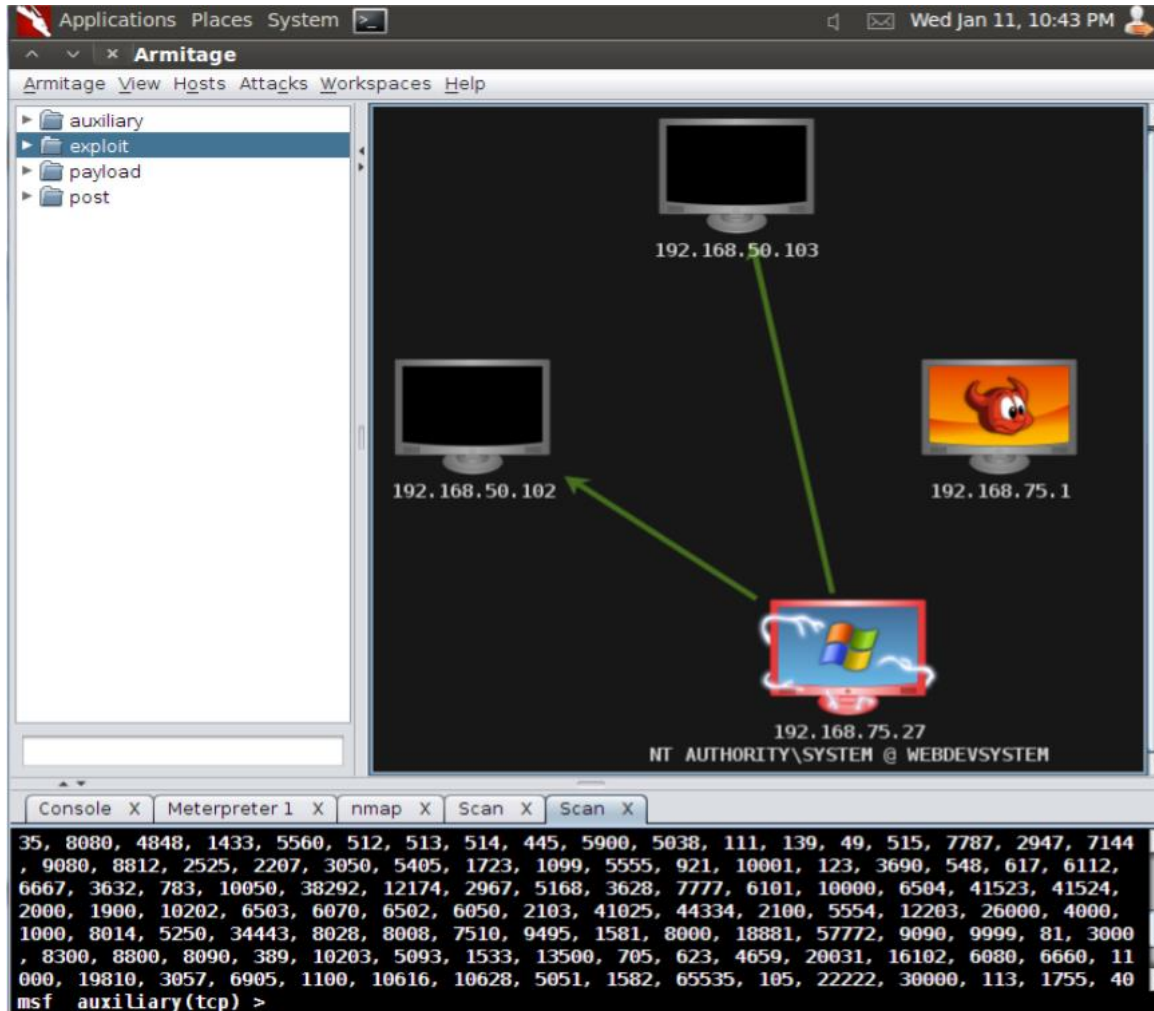 Applications Places System
Wed Jan 11, 10:43 PM
Armitage
Armitage View Hosts Attacks Workspaces Help
auxiliary
exploit
payload
post
192.168.50.103
192.168.50.102
192.168.75.1
192.168.75.27
NT AUTHORITY\SYSTEM @ WEBDEVSYSTEM
Console X Meterpreter 1 X nmap X Scan X Scan X
35, 8080, 4848, 1433, 5560, 512, 513, 514, 445, 5900, 5038, 111, 139, 49, 515, 7787, 2947, 7144
, 9080, 8812, 2525, 2207, 3050, 5405, 1723, 1099, 5555, 921, 10001, 123, 3690, 548, 617, 6112,
6667, 3632, 783, 10050, 38292, 12174, 2967, 5168, 3628, 7777, 6101, 10000, 6504, 41523, 41524,
2000, 1900, 10202, 6503, 6070, 6502, 6050, 2103, 41025, 44334, 2100, 5554, 12203, 26000, 4000,
1000, 8014, 5250, 34443, 8028, 8008, 7510, 9495, 1581, 8000, 18881, 57772, 9090, 9999, 81, 3000
, 8300, 8800, 8090, 389, 10203, 5093, 1533, 13500, 705, 623, 4659, 20031, 16102, 6080, 6660, 11
000, 19810, 3057, 6905, 1100, 10616, 10628, 5051, 1582, 65535, 105, 22222, 30000, 113, 1755, 40
msf auxiliary(tcp) >